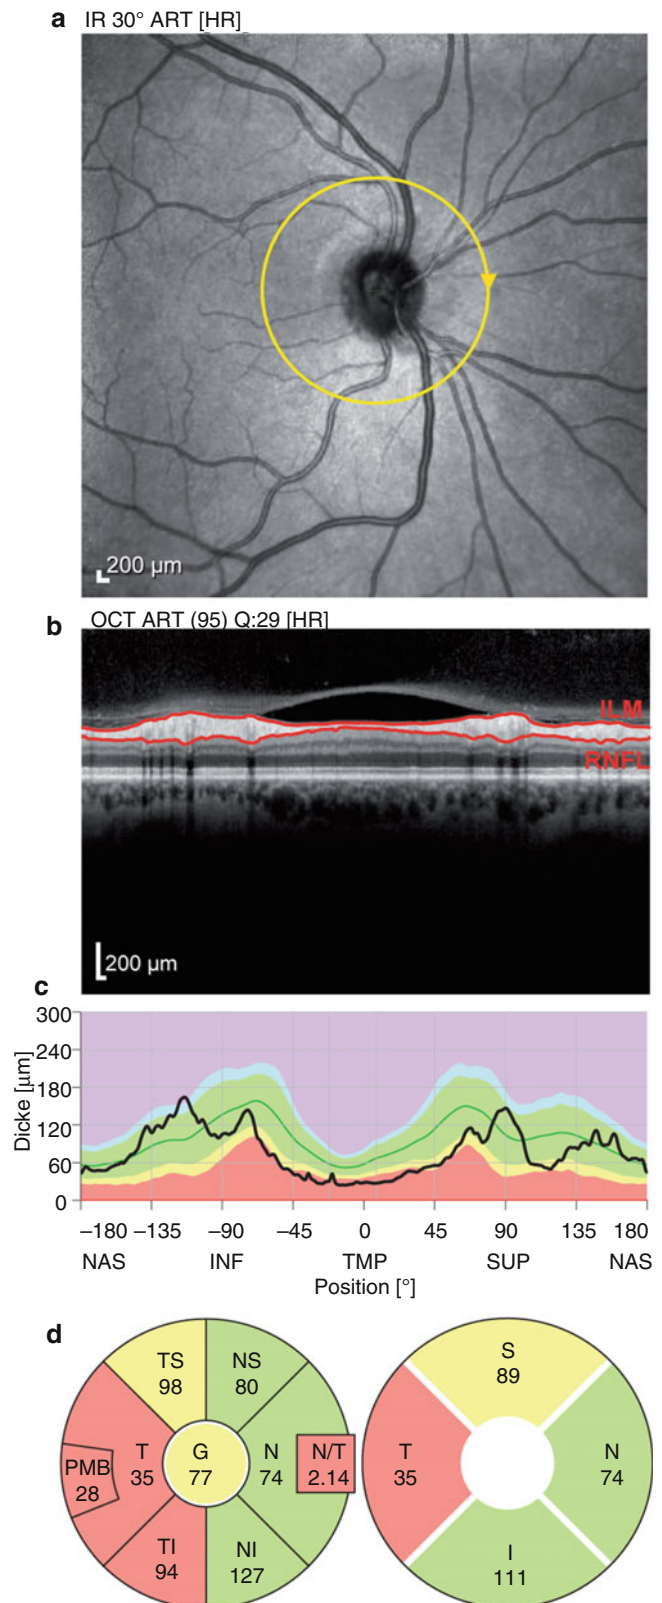 a IR 30° ART [HR]
200 µm
b OCT ART (95) Q:29 [HR]
ILM
RNFL
200 µm
c
300
240
180
120
60
0
Dicke [µm]
−180 −135 −90 −45 0 45 90 135 180
NAS INF TMP SUP NAS
Position [°]
d
TS
98
NS
80
T
35
G
77
N
74
N/T
2.14
PMB
28
TI
94
NI
127
S
89
T
35
N
74
I
111